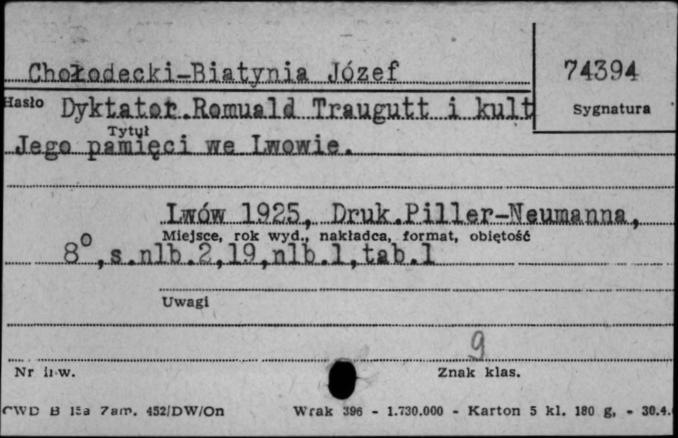 Chołodecki-Białynia Józef
74394
Hasło
Sygnatura
Dyktator.Romuald Traugutt i kult
Tytuł
Jego pamięci we Lwowie.
Lwów 1925, Druk.Piller-Neumanna,
Miejsce, rok wyd., nakładca, format, objętość
8°,s.nlb.2,19,nlb.1,tab.1
Uwagi
9
Nr inw.
Znak klas.
CWD B 15a Zam. 452/DW/On
Wrak 396 - 1.730.000 - Karton 5 kl. 180 g, - 30.4.